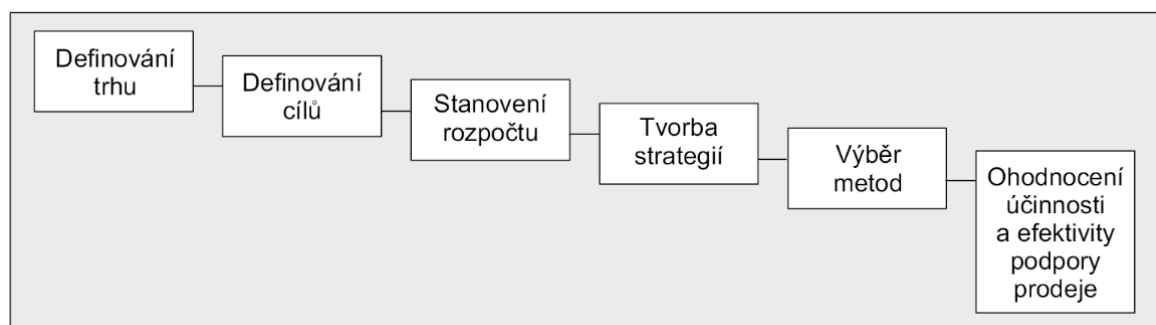 Definování
trhu
Definování
cílů
Stanovení
rozpočtu
Tvorba
strategií
Výběr
metod
Ohodnocení
účinnosti
a efektivity
podpory
prodeje